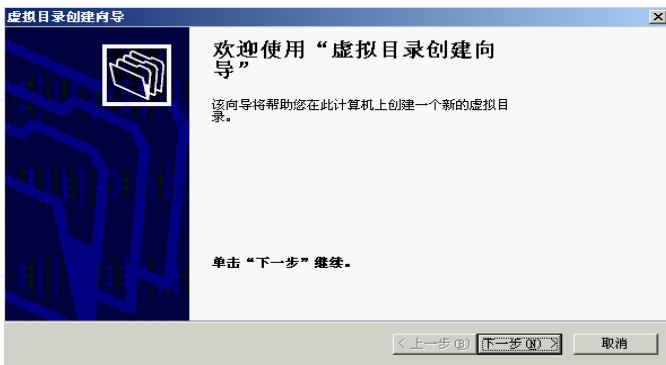 虚拟目录创建向导
欢迎使用“虚拟目录创建向
导”
该向导将帮助您在此计算机上创建一个新的虚拟目
录。
单击“下一步”继续。
< 上一步(B) 下一步(N) > 取消